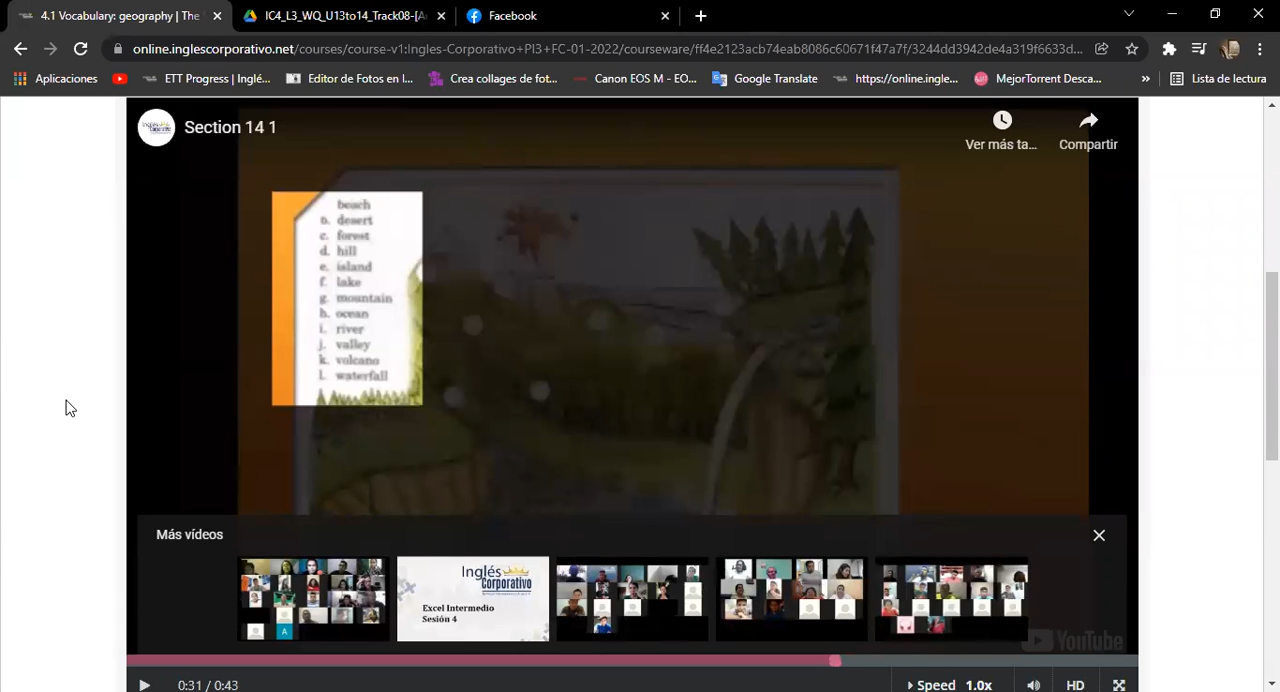 4.1 Vocabulary: geography | The
IC4_L3_WQ_U13to14_Track08-[A
Facebook
online.inglescorporativo.net/courses/course-v1:Ingles-Corporativo+PI3+FC-01-2022/courseware/ff4e2123acb74eab8086c60671f47a7f/3244dd3942de4a319f6633d...
Aplicaciones
ETT Progress | Inglé...
Editor de Fotos en l...
Crea collages de fot...
Canon EOS M - EO...
Google Translate
https://online.ingle...
MejorTorrent Desca...
»
Lista de lectura
Section 14 1
Ver más ta...
Compartir
beach
b. desert
c. forest
d. hill
e. island
f. lake
g. mountain
h. ocean
i. river
j. valley
k. volcano
l. waterfall
Más vídeos
Inglés
Corporativo
Excel Intermedio
Sesión 4
A
YouTube
0:31 / 0:43
Speed 1.0x
HD